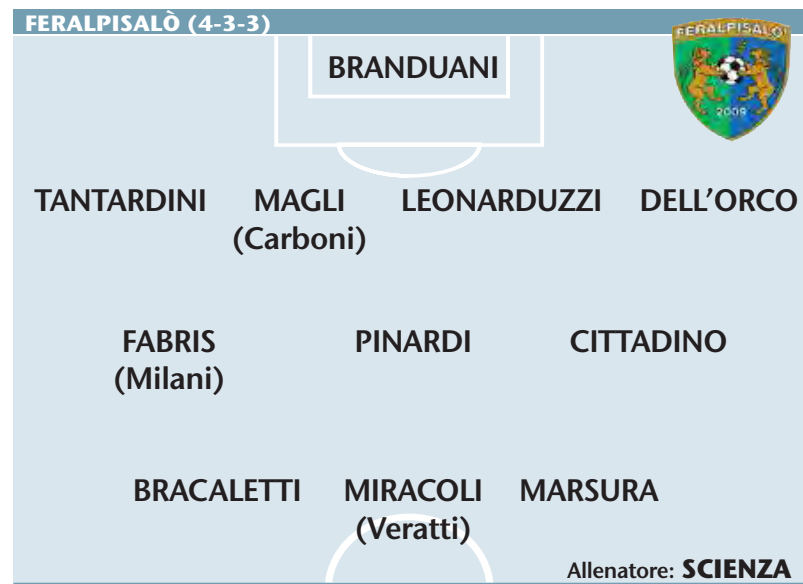 FERALPISALÒ (4-3-3)
FERALPISALO'
2009
BRANDUANI
TANTARDINI MAGLI LEONARDUZZI DELL’ORCO
(Carboni)
FABRIS PINARDI CITTADINO
(Milani)
BRACALETTI MIRACOLI MARSURA
(Veratti)
Allenatore: SCIENZA